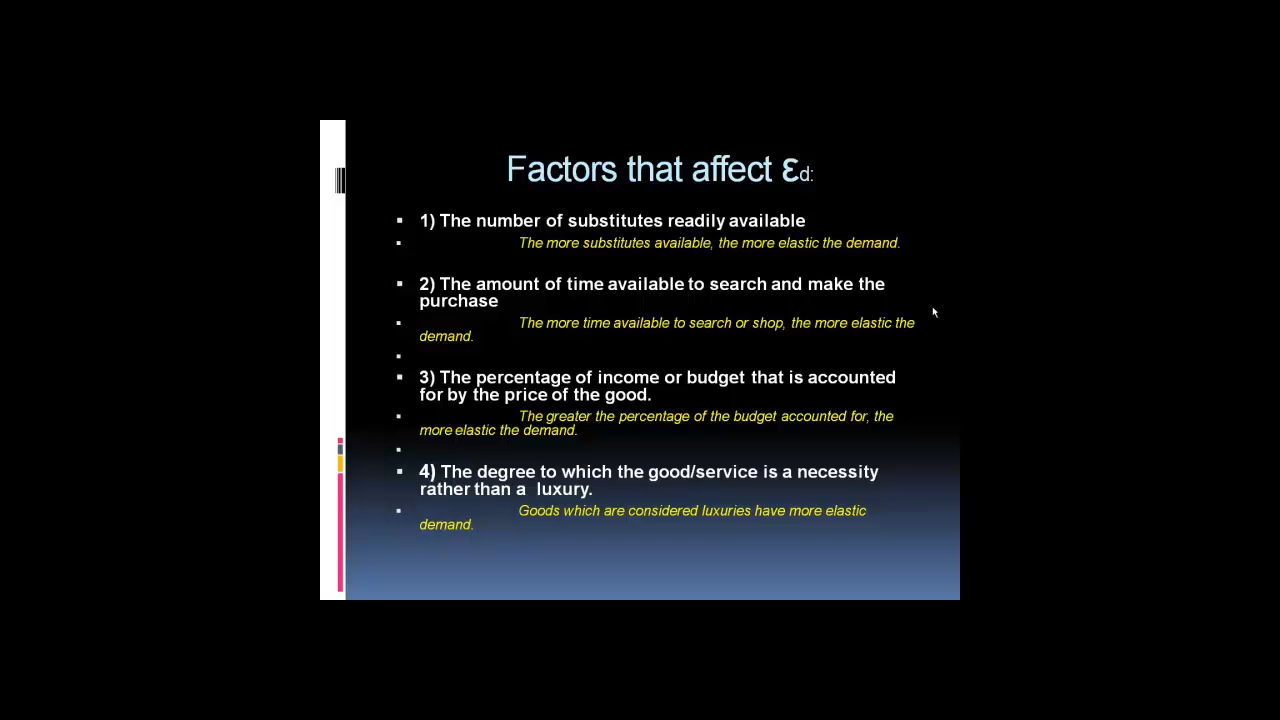 Factors that affect Ɛd:
1) The number of substitutes readily available
The more substitutes available, the more elastic the demand.
2) The amount of time available to search and make the
purchase
The more time available to search or shop, the more elastic the
demand.
3) The percentage of income or budget that is accounted
for by the price of the good.
The greater the percentage of the budget accounted for, the
more elastic the demand.
4) The degree to which the good/service is a necessity
rather than a  luxury.
Goods which are considered luxuries have more elastic
demand.